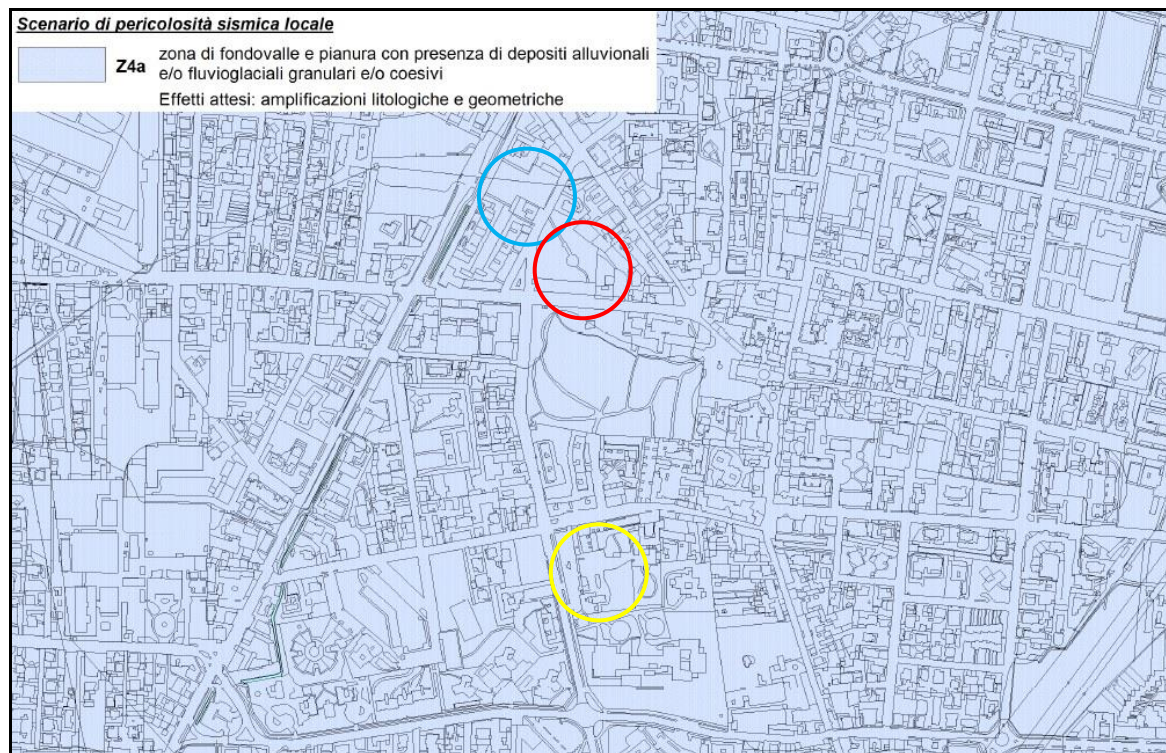 Scenario di pericolosità sismica locale
Z4a
zona di fondovalle e pianura con presenza di depositi alluvionali
e/o fluvioglaciali granulari e/o coesivi
Effetti attesi: amplificazioni litologiche e geometriche